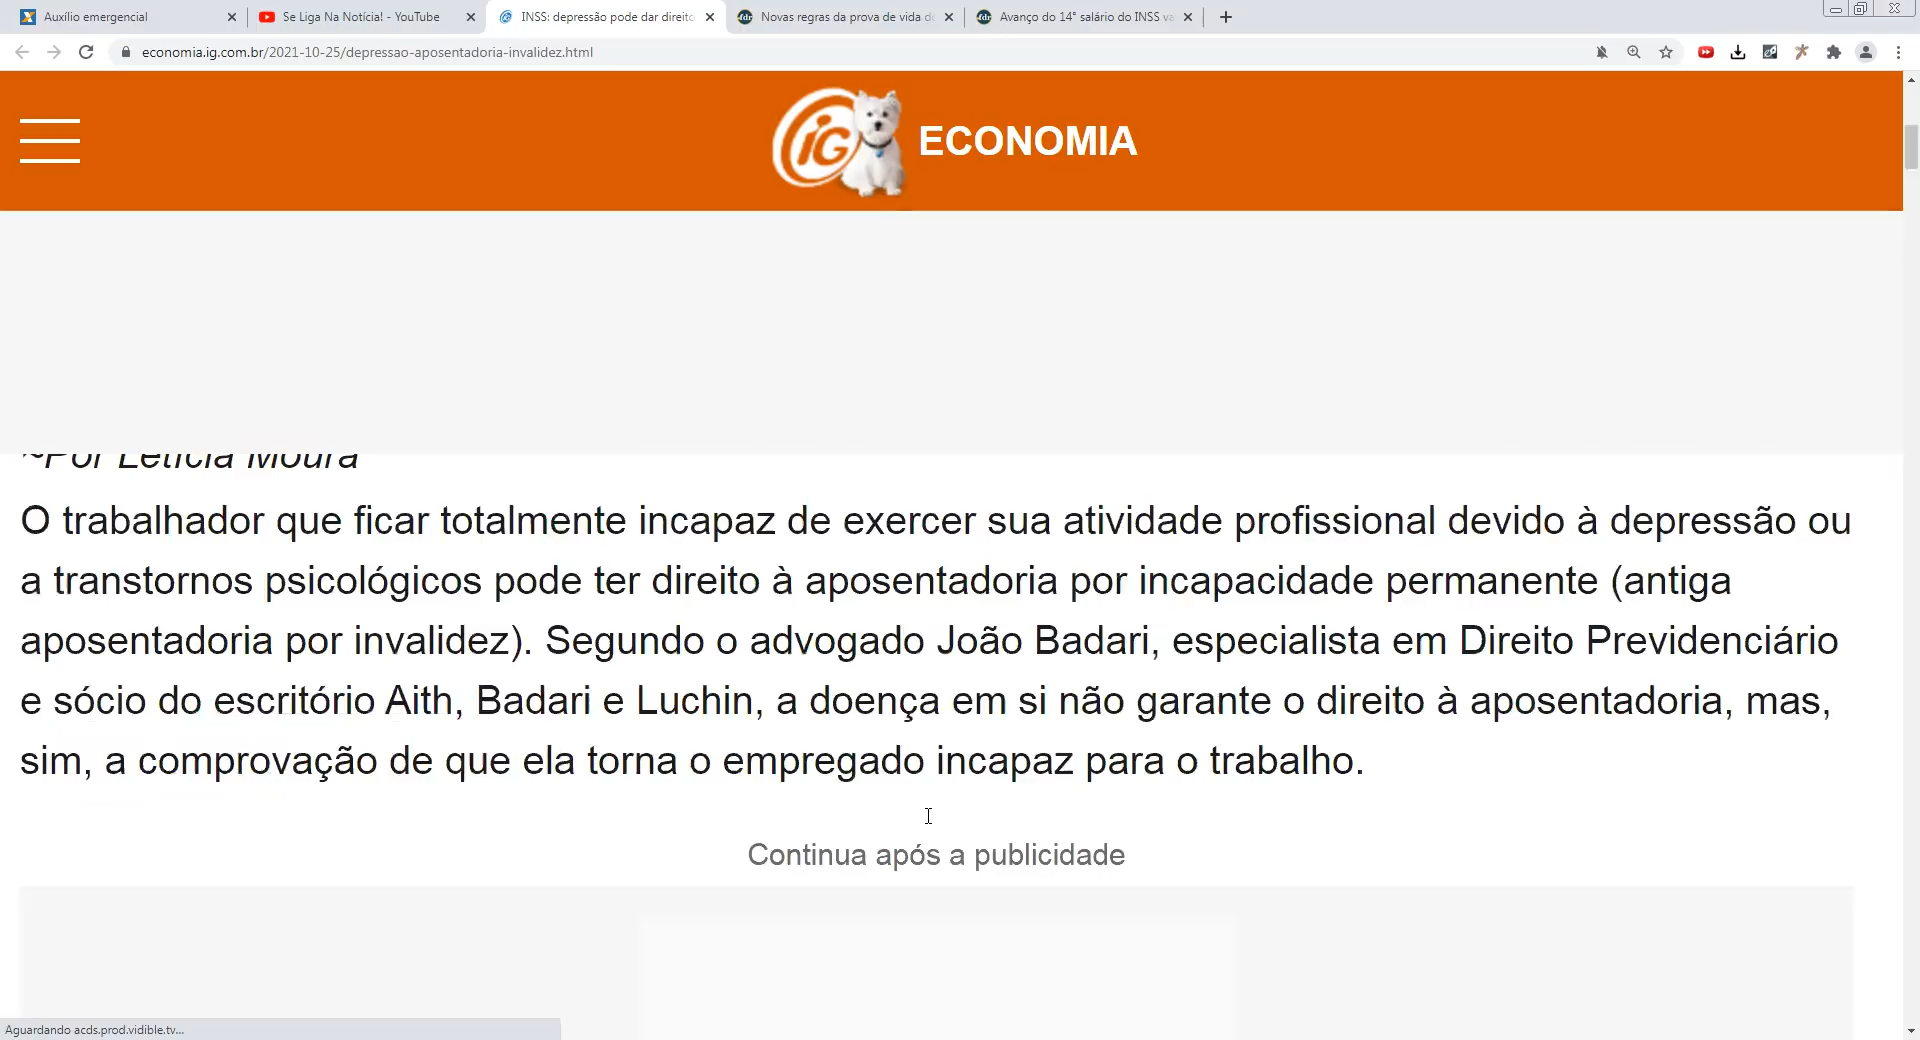 Auxílio emergencial
Se Liga Na Notícia! - YouTube
INSS: depressão pode dar direito
Novas regras da prova de vida d
Avanço do 14° salário do INSS va
economia.ig.com.br/2021-10-25/depressao-aposentadoria-invalidez.html
iG
ECONOMIA
~Por Letícia Moura
O trabalhador que ficar totalmente incapaz de exercer sua atividade profissional devido à depressão ou
a transtornos psicológicos pode ter direito à aposentadoria por incapacidade permanente (antiga
aposentadoria por invalidez). Segundo o advogado João Badari, especialista em Direito Previdenciário
e sócio do escritório Aith, Badari e Luchin, a doença em si não garante o direito à aposentadoria, mas,
sim, a comprovação de que ela torna o empregado incapaz para o trabalho.
Continua após a publicidade
Aguardando acds.prod.vidible.tv...